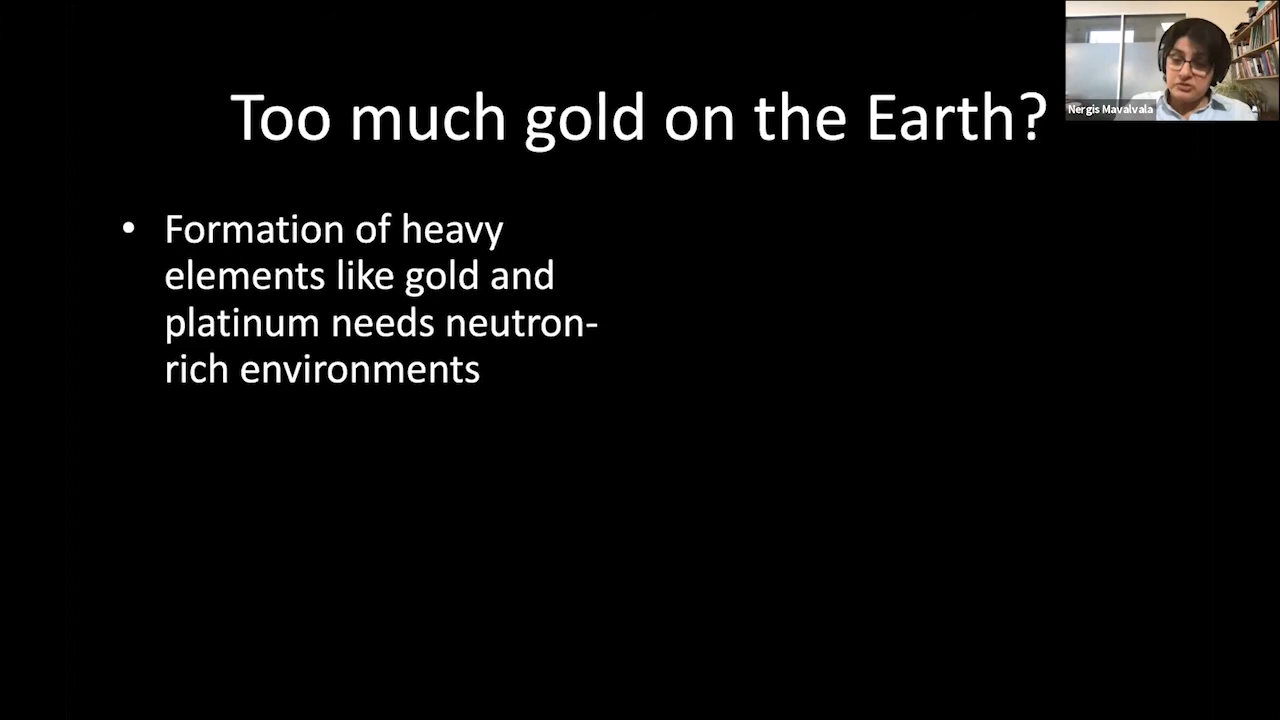 Too much gold on the Earth?
Nergis Mavalvala
• Formation of heavy
elements like gold and
platinum needs neutron-
rich environments